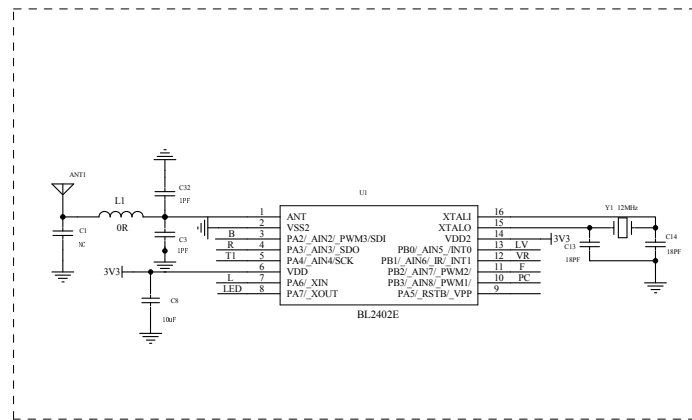 ANT1
L1
0R
C1
NC
C32
1PF
C3
1PF
3V3
C8
10uF
U1
BL2402E
1 ANT
2 VSS2
B 3 PA2/_AIN2/_PWM3/SDI
R 4 PA3/_AIN3/_SDO
T1 5 PA4/_AIN4/SCK
6 VDD
L 7 PA6/_XIN
LED 8 PA7/_XOUT
XTALI 16
XTALO 15
VDD2 14 3V3
PB0/_AIN5_/INT0 13 LV
PB1/_AIN6/_IR/_INT1 12 VR
PB2/_AIN7/_PWM2/ 11 F
PB3/_AIN8/_PWM1/ 10 PC
PA5/_RSTB/_VPP 9
Y1 12MHz
C13
18PF
C14
18PF